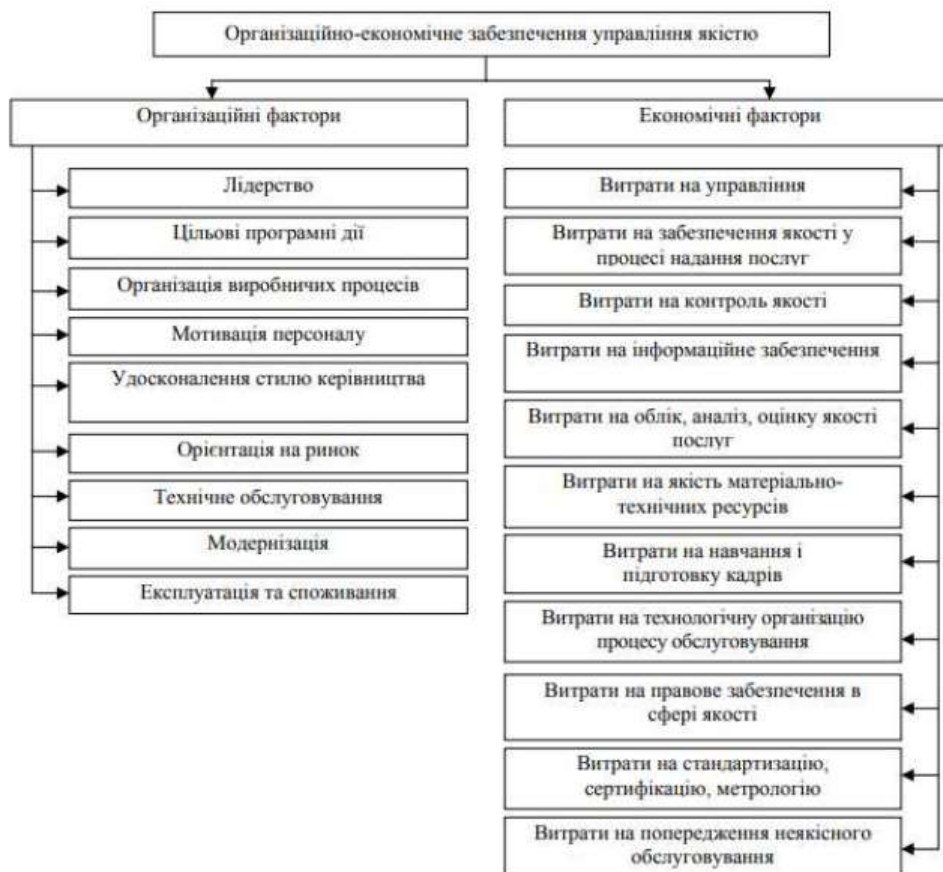 Організаційно-економічне забезпечення управління якістю
Організаційні фактори
Лідерство
Цільові програмні дії
Організація виробничих процесів
Мотивація персоналу
Удосконалення стилю керівництва
Орієнтація на ринок
Технічне обслуговування
Модернізація
Експлуатація та споживання
Економічні фактори
Витрати на управління
Витрати на забезпечення якості у
процесі надання послуг
Витрати на контроль якості
Витрати на інформаційне забезпечення
Витрати на облік, аналіз, оцінку якості
послуг
Витрати на якість матеріально-
технічних ресурсів
Витрати на навчання і
підготовку кадрів
Витрати на технологічну організацію
процесу обслуговування
Витрати на правове забезпечення в
сфері якості
Витрати на стандартизацію,
сертифікацію, метрологію
Витрати на попередження неякісного
обслуговування